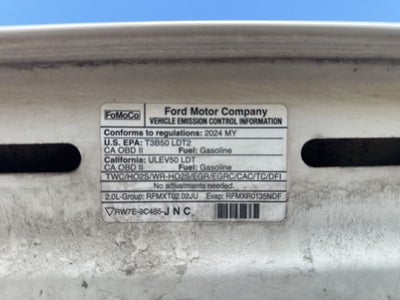 FoMoCo
Ford Motor Company
VEHICLE EMISSION CONTROL INFORMATION
Conforms to regulations: 2024 MY
U.S. EPA: T3B50 LDT2
CA OBD II Fuel: Gasoline
California: ULEV50 LDT
CA OBD II Fuel: Gasoline
TWC/HO2S/WR-HO2S/EGR/EGRC/CAC/TC/DFI
No adjustments needed.
2.0L-Group: RFMXT02.02JU Evap: RFMXR0135NDF
RW7E-9C485-JNC